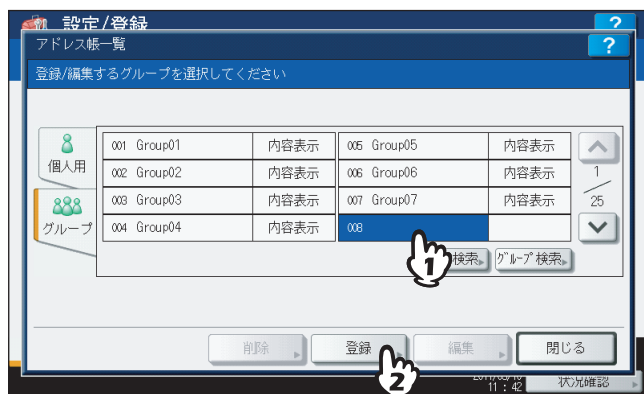 設定/登録 ?
アドレス帳一覧 ?
登録/編集するグループを選択してください
個人用
グループ
001 Group01 内容表示 005 Group05 内容表示
002 Group02 内容表示 006 Group06 内容表示
003 Group03 内容表示 007 Group07 内容表示
004 Group04 内容表示 008
1
25
1
検索 グループ検索
削除 登録 編集 閉じる
2
11:42 状況確認